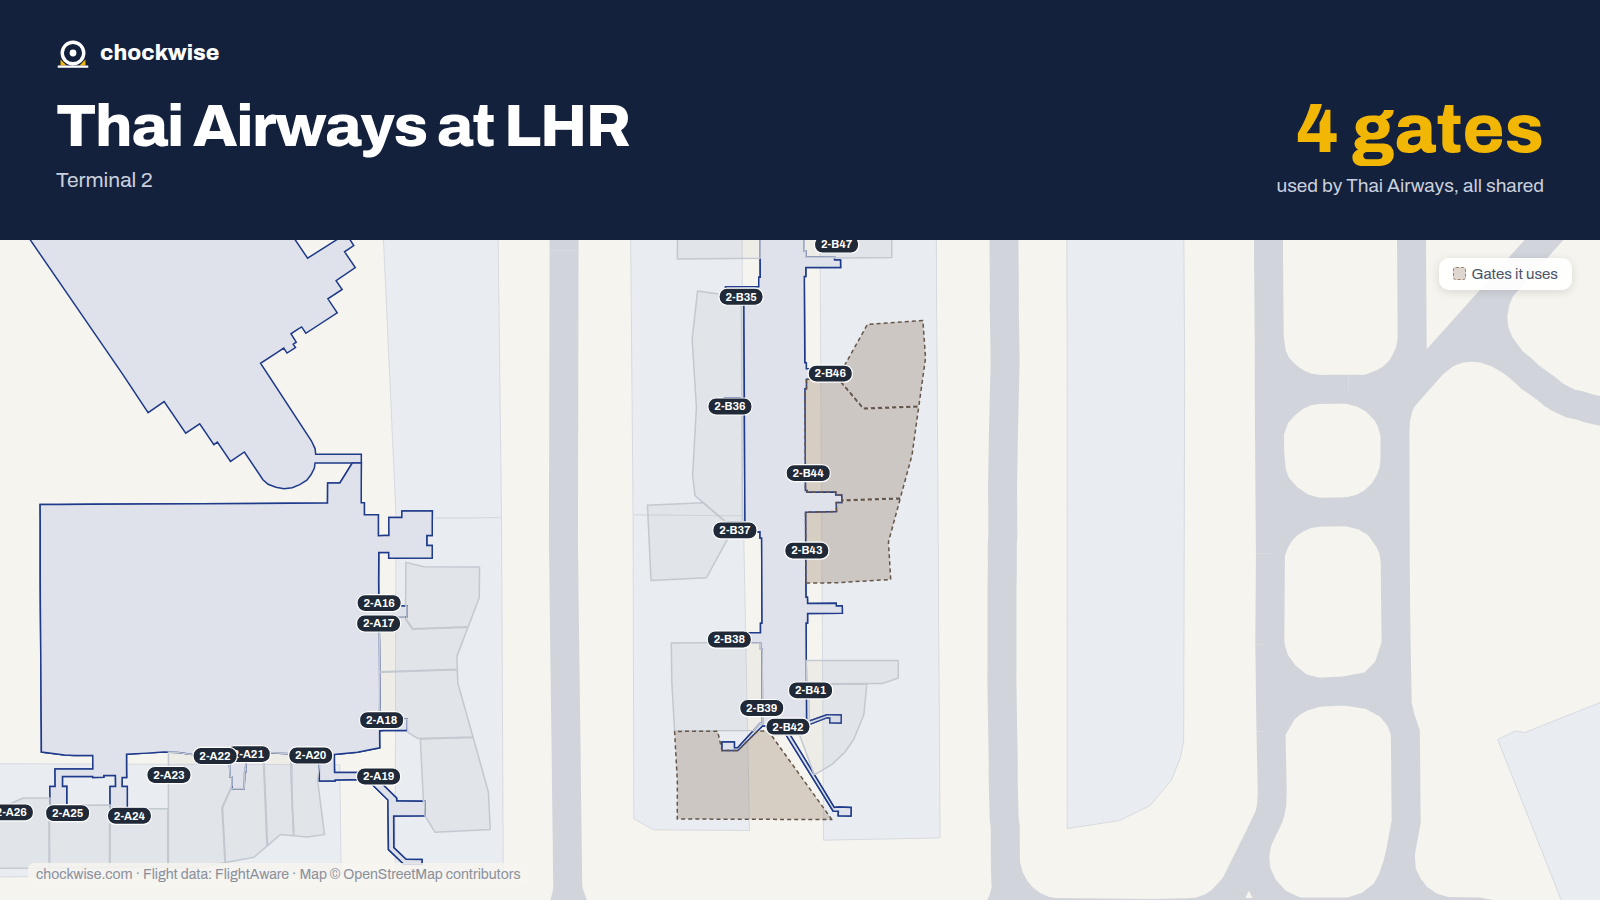 chockwise
Thai Airways at LHR
Terminal 2
4 gates
used by Thai Airways, all shared
Gates it uses
2-B47
2-B35
2-B46
2-B36
2-B44
2-B37
2-B43
2-A16
2-A17
2-B38
2-B41
2-B39
2-A18
2-B42
2-A22
-A21
2-A20
2-A23
2-A19
2-A26
2-A25
2-A24
chockwise.com · Flight data: FlightAware · Map © OpenStreetMap contributors